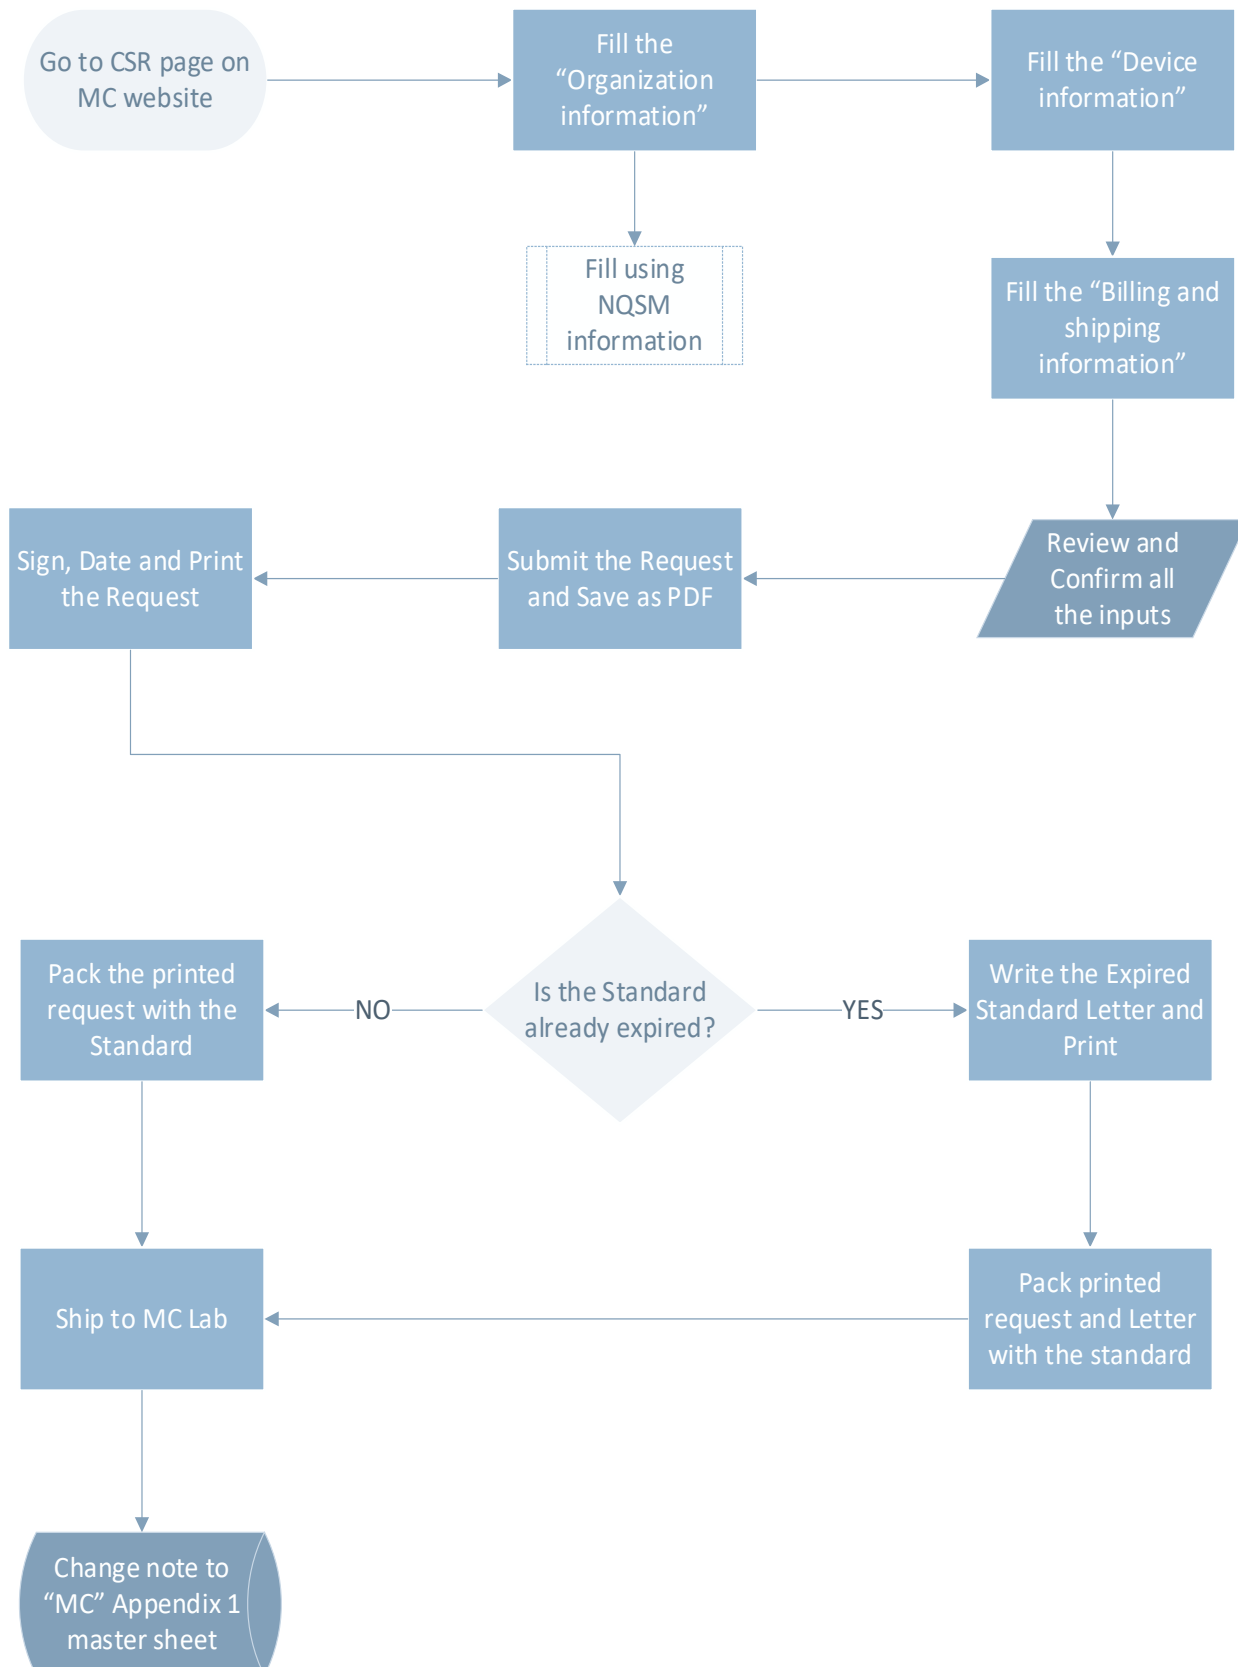 Go to CSR page on
MC website
Fill the
“Organization
information”
Fill the “Device
information”
Fill using
NQSM
information
Fill the “Billing and
shipping
information”
Sign, Date and Print
the Request
Submit the Request
and Save as PDF
Review and
Confirm all
the inputs
Pack the printed
request with the
Standard
NO
Is the Standard
already expired?
YES
Write the Expired
Standard Letter and
Print
Ship to MC Lab
Pack printed
request and Letter
with the standard
Change note to
“MC” Appendix 1
master sheet